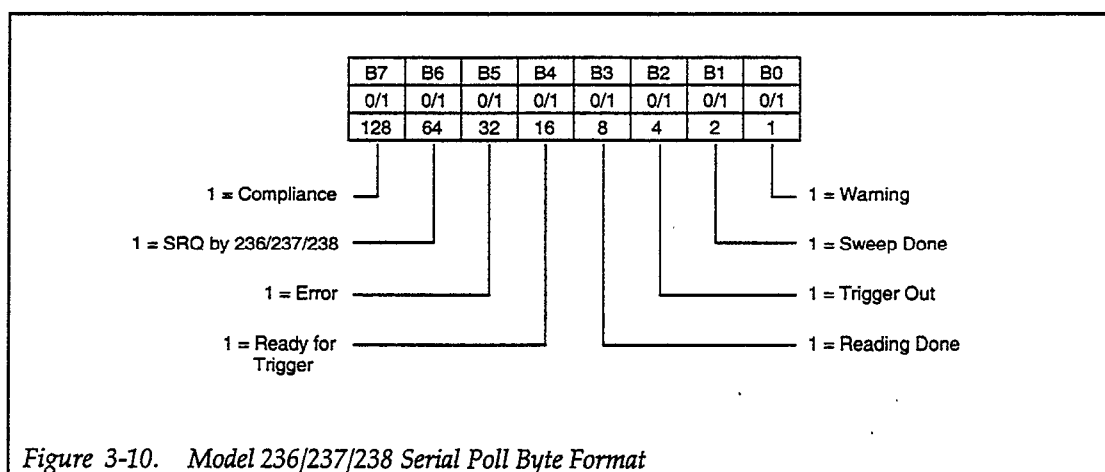 B7 B6 B5 B4 B3 B2 B1 B0
0/1 0/1 0/1 0/1 0/1 0/1 0/1 0/1
128 64 32 16 8 4 2 1
1 = Compliance
1 = Warning
1 = SRQ by 236/237/238
1 = Sweep Done
1 = Error
1 = Trigger Out
1 = Ready for
Trigger
1 = Reading Done
Figure 3-10. Model 236/237/238 Serial Poll Byte Format